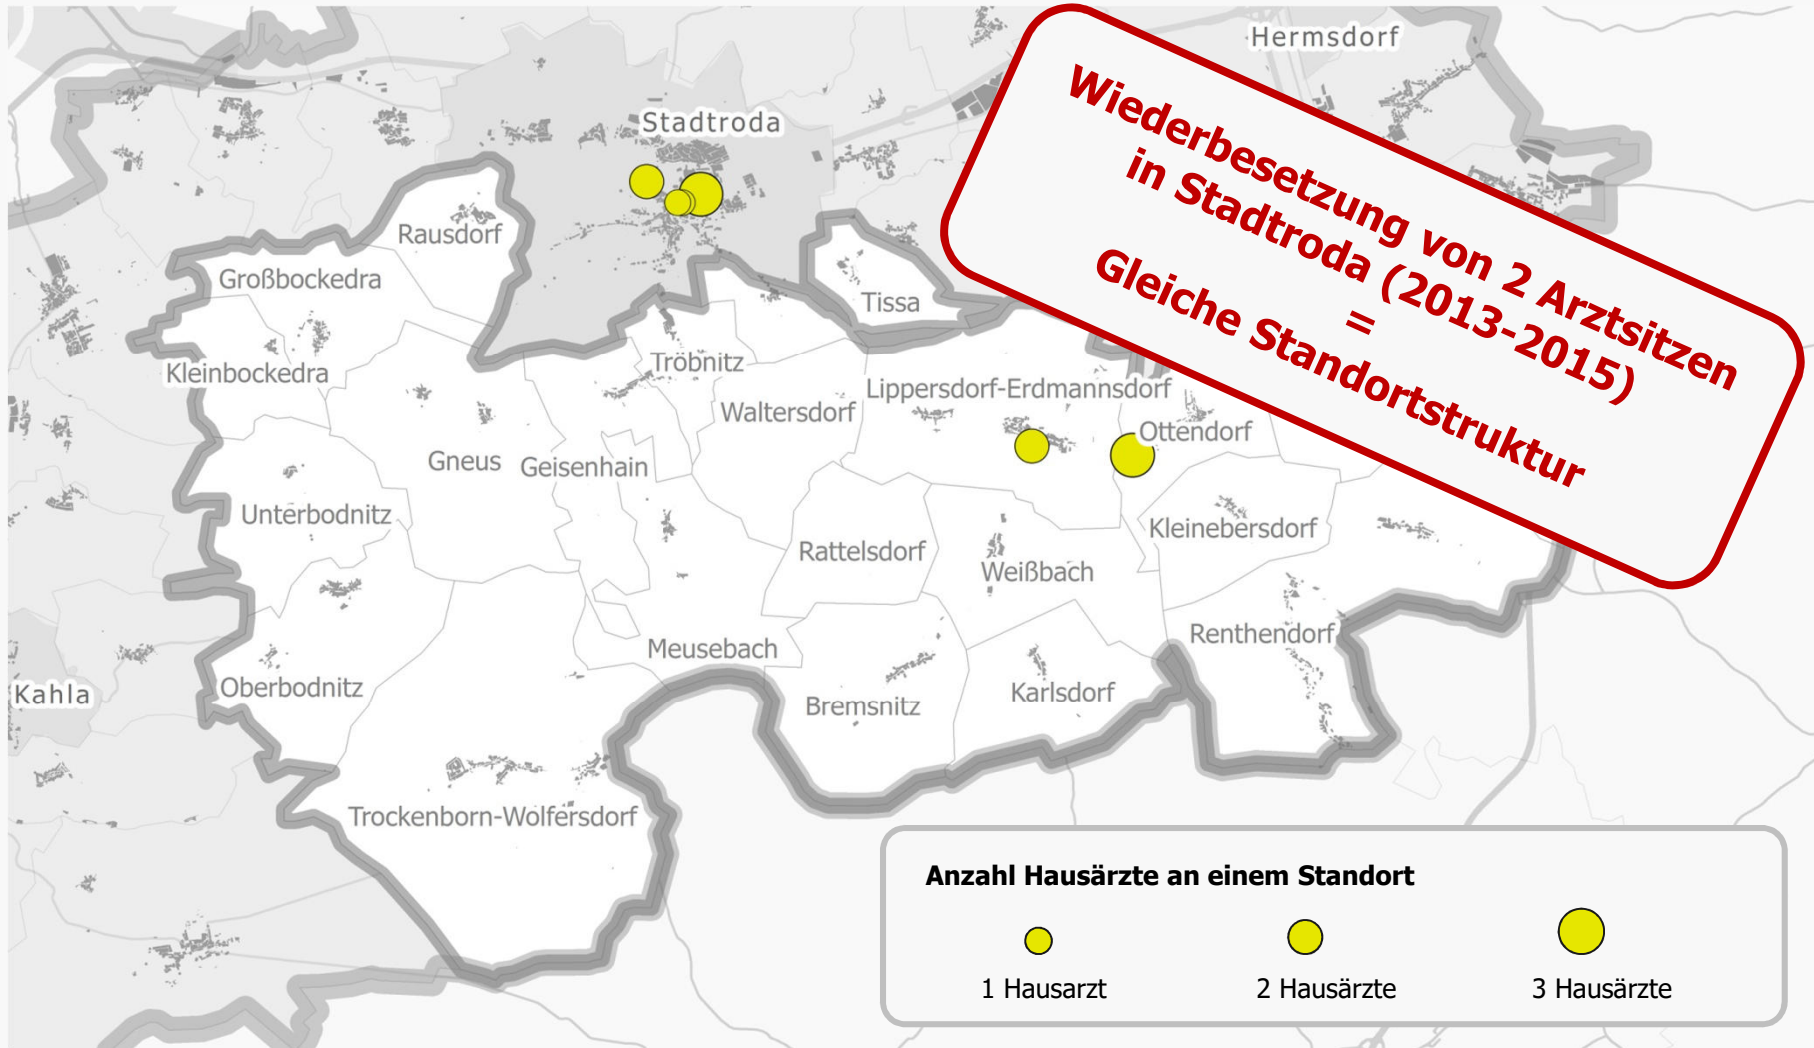 Hermsdorf
Stadtroda
Wiederbesetzung von 2 Arztsitzen
in Stadtroda (2013-2015)
=
Gleiche Standortstruktur
Rausdorf
Großbockedra
Tissa
Kleinbockedra
Tröbnitz
Lippersdorf-Erdmannsdorf
Waltersdorf
Ottendorf
Gneus
Geisenhain
Unterbodnitz
Kleinebersdorf
Rattelsdorf
Weißbach
Renthendorf
Meusebach
Oberbodnitz
Kahla
Karlsdorf
Bremsnitz
Trockenborn-Wolfersdorf
Anzahl Hausärzte an einem Standort
1 Hausarzt
2 Hausärzte
3 Hausärzte